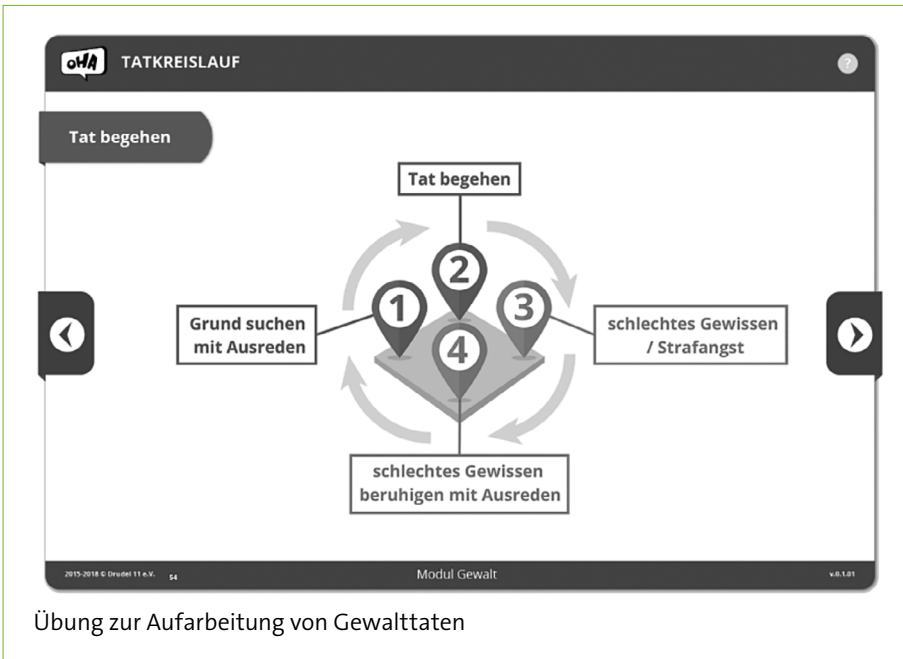 oHA TATKREISLAUF ?
Tat begehen
Tat begehen
2
1
3
Grund suchen
mit Ausreden
schlechtes Gewissen
/ Strafangst
4
schlechtes Gewissen
beruhigen mit Ausreden
2015-2018 © Drudel 11 e.V. 54 Modul Gewalt v.0.1.01
Übung zur Aufarbeitung von Gewalttaten